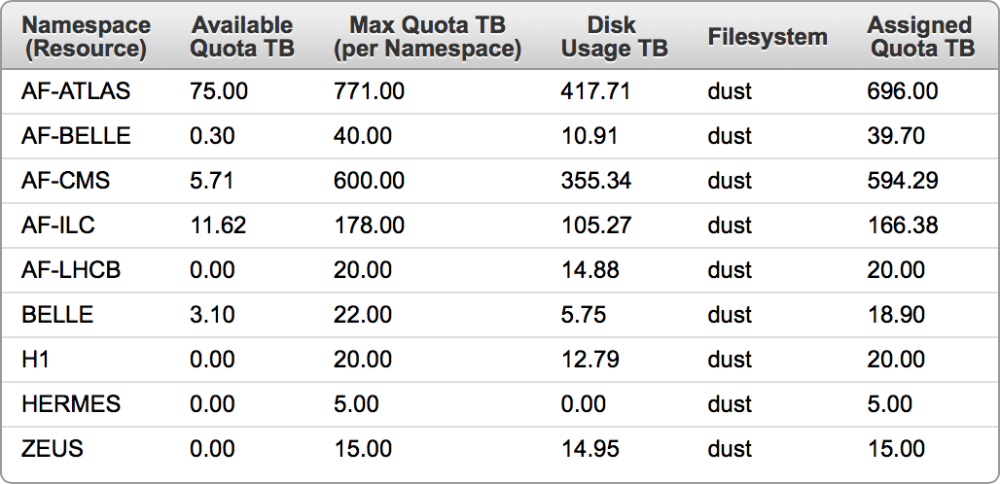 Namespace (Resource) Available Quota TB Max Quota TB (per Namespace) Disk Usage TB Filesystem Assigned Quota TB
AF-ATLAS 75.00 771.00 417.71 dust 696.00
AF-BELLE 0.30 40.00 10.91 dust 39.70
AF-CMS 5.71 600.00 355.34 dust 594.29
AF-ILC 11.62 178.00 105.27 dust 166.38
AF-LHCB 0.00 20.00 14.88 dust 20.00
BELLE 3.10 22.00 5.75 dust 18.90
H1 0.00 20.00 12.79 dust 20.00
HERMES 0.00 5.00 0.00 dust 5.00
ZEUS 0.00 15.00 14.95 dust 15.00